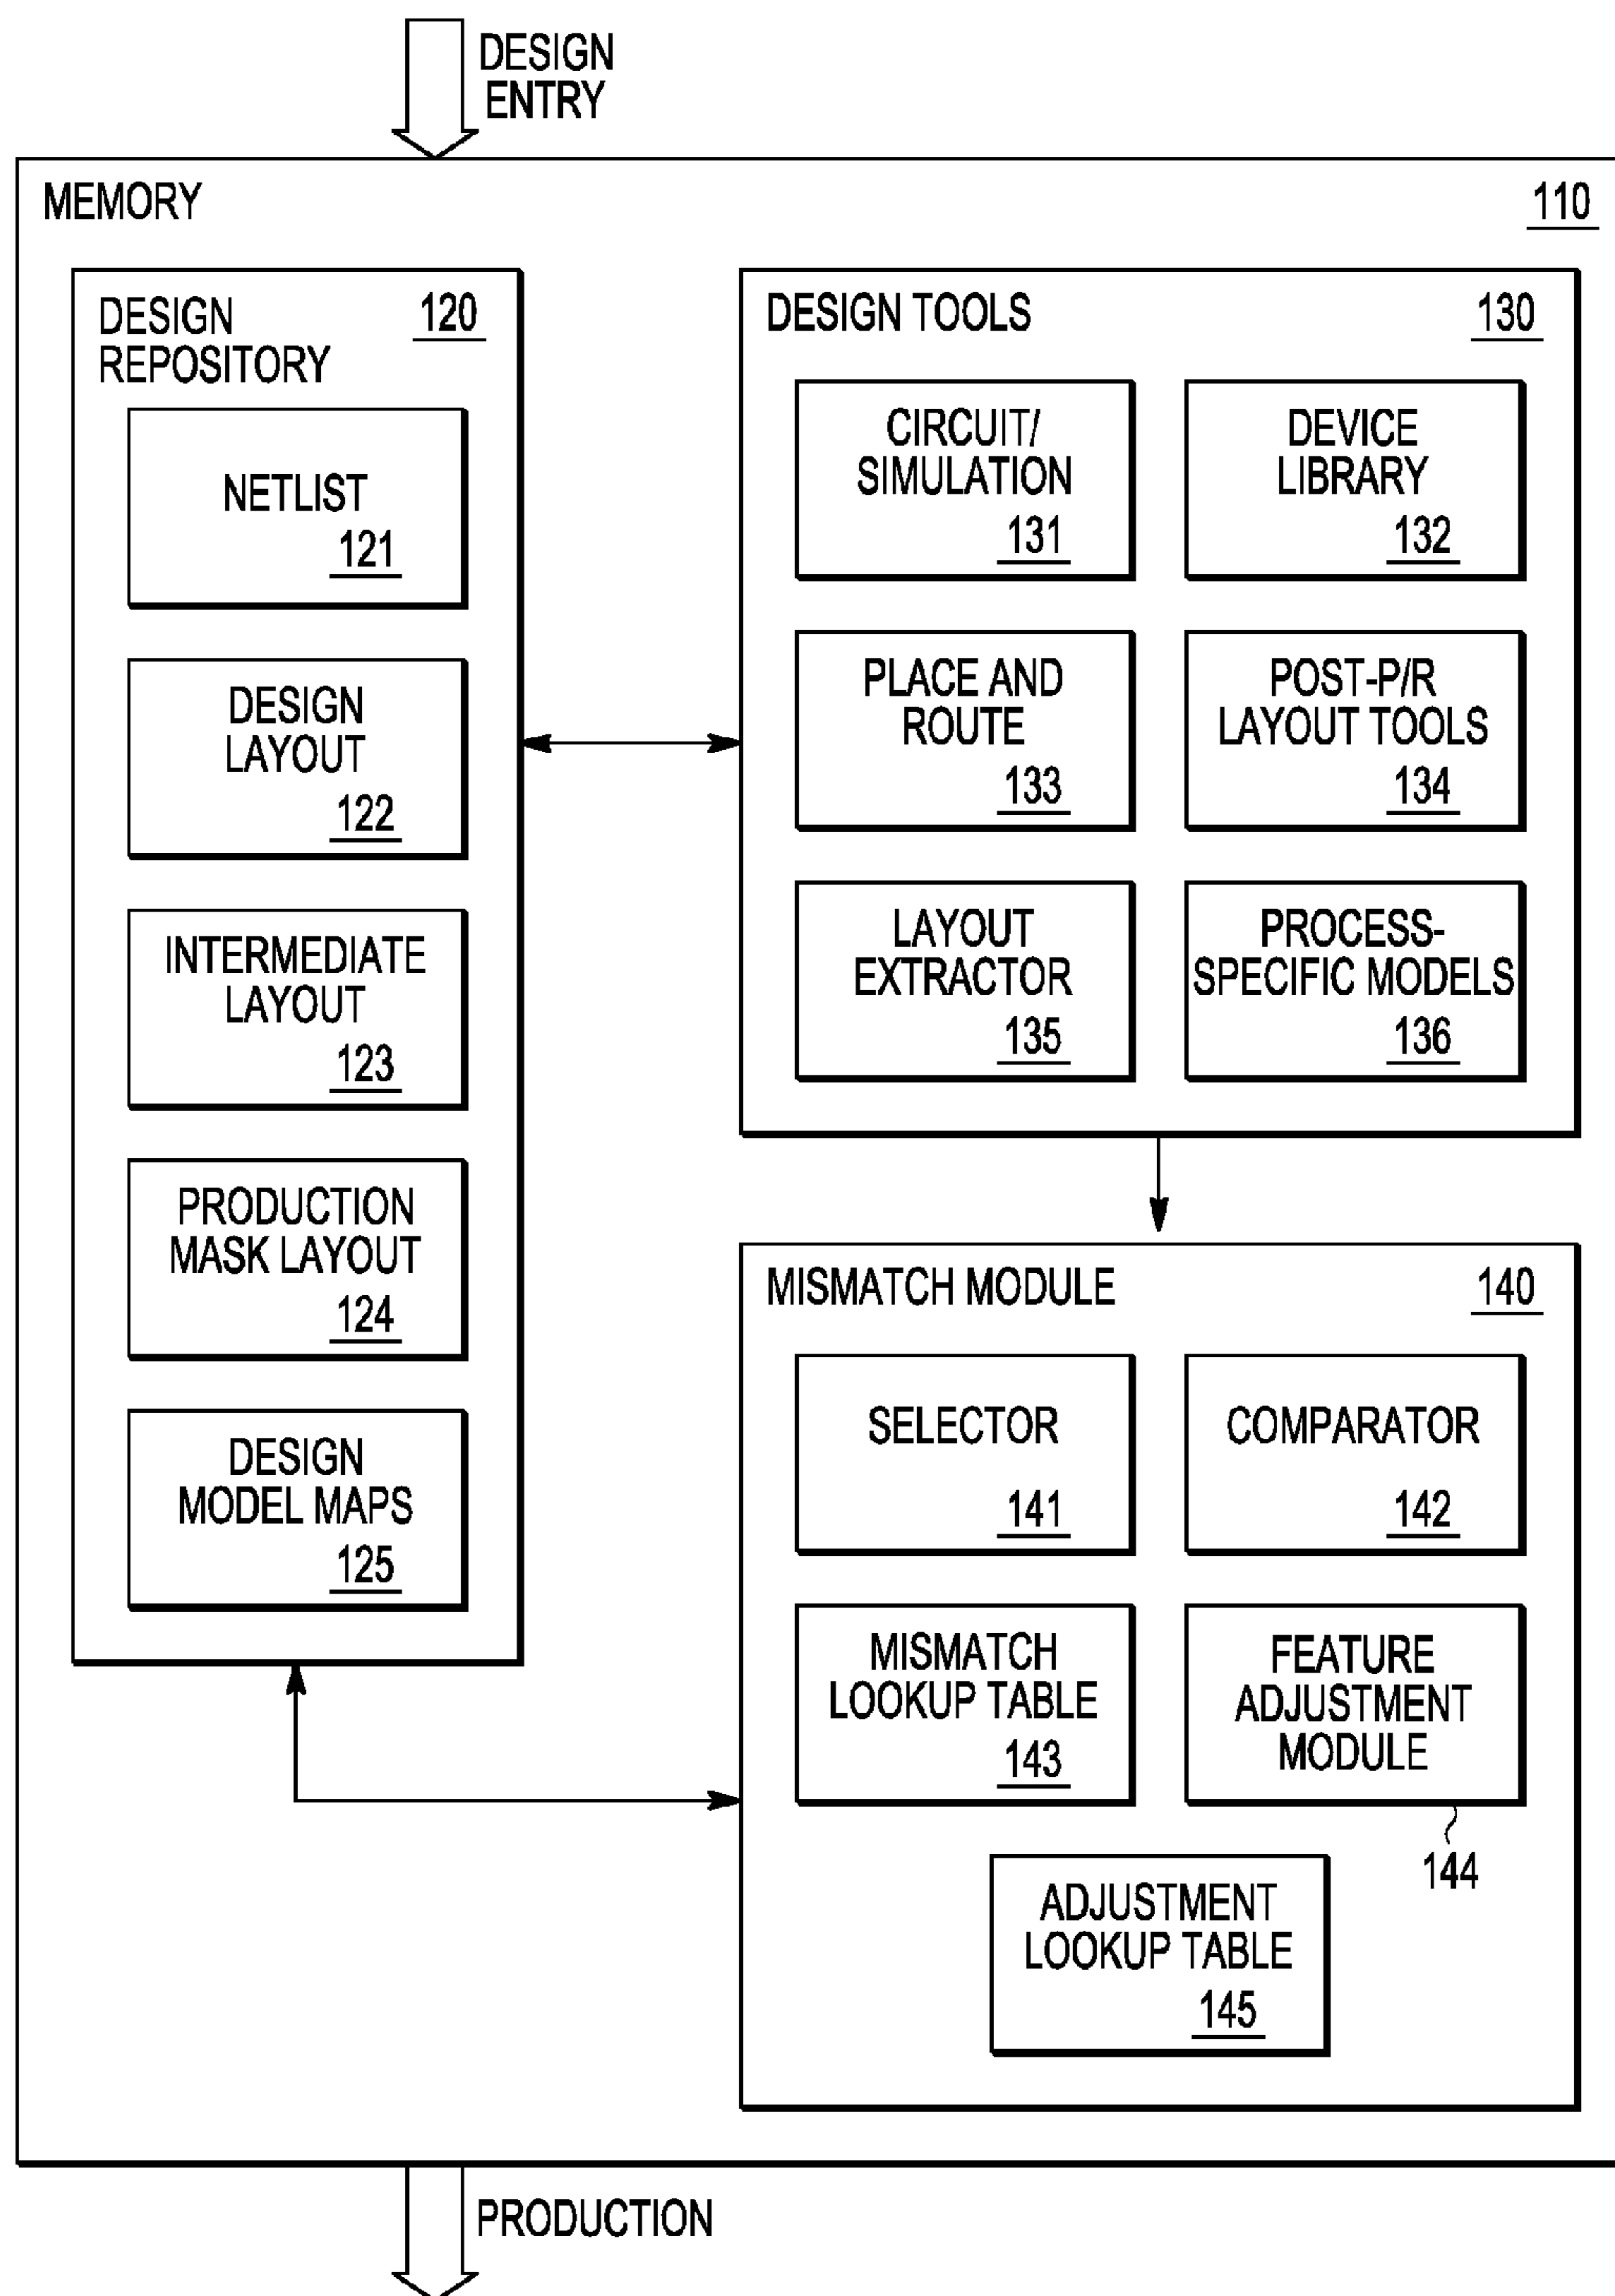 DESIGN
ENTRY
MEMORY
110
DESIGN
REPOSITORY
120
NETLIST
121
DESIGN
LAYOUT
122
INTERMEDIATE
LAYOUT
123
PRODUCTION
MASK LAYOUT
124
DESIGN
MODEL MAPS
125
DESIGN TOOLS
130
CIRCUIT/
SIMULATION
131
DEVICE
LIBRARY
132
PLACE AND
ROUTE
133
POST-P/R
LAYOUT TOOLS
134
LAYOUT
EXTRACTOR
135
PROCESS-
SPECIFIC MODELS
136
MISMATCH MODULE
140
SELECTOR
141
COMPARATOR
142
MISMATCH
LOOKUP TABLE
143
FEATURE
ADJUSTMENT
MODULE
144
ADJUSTMENT
LOOKUP TABLE
145
PRODUCTION